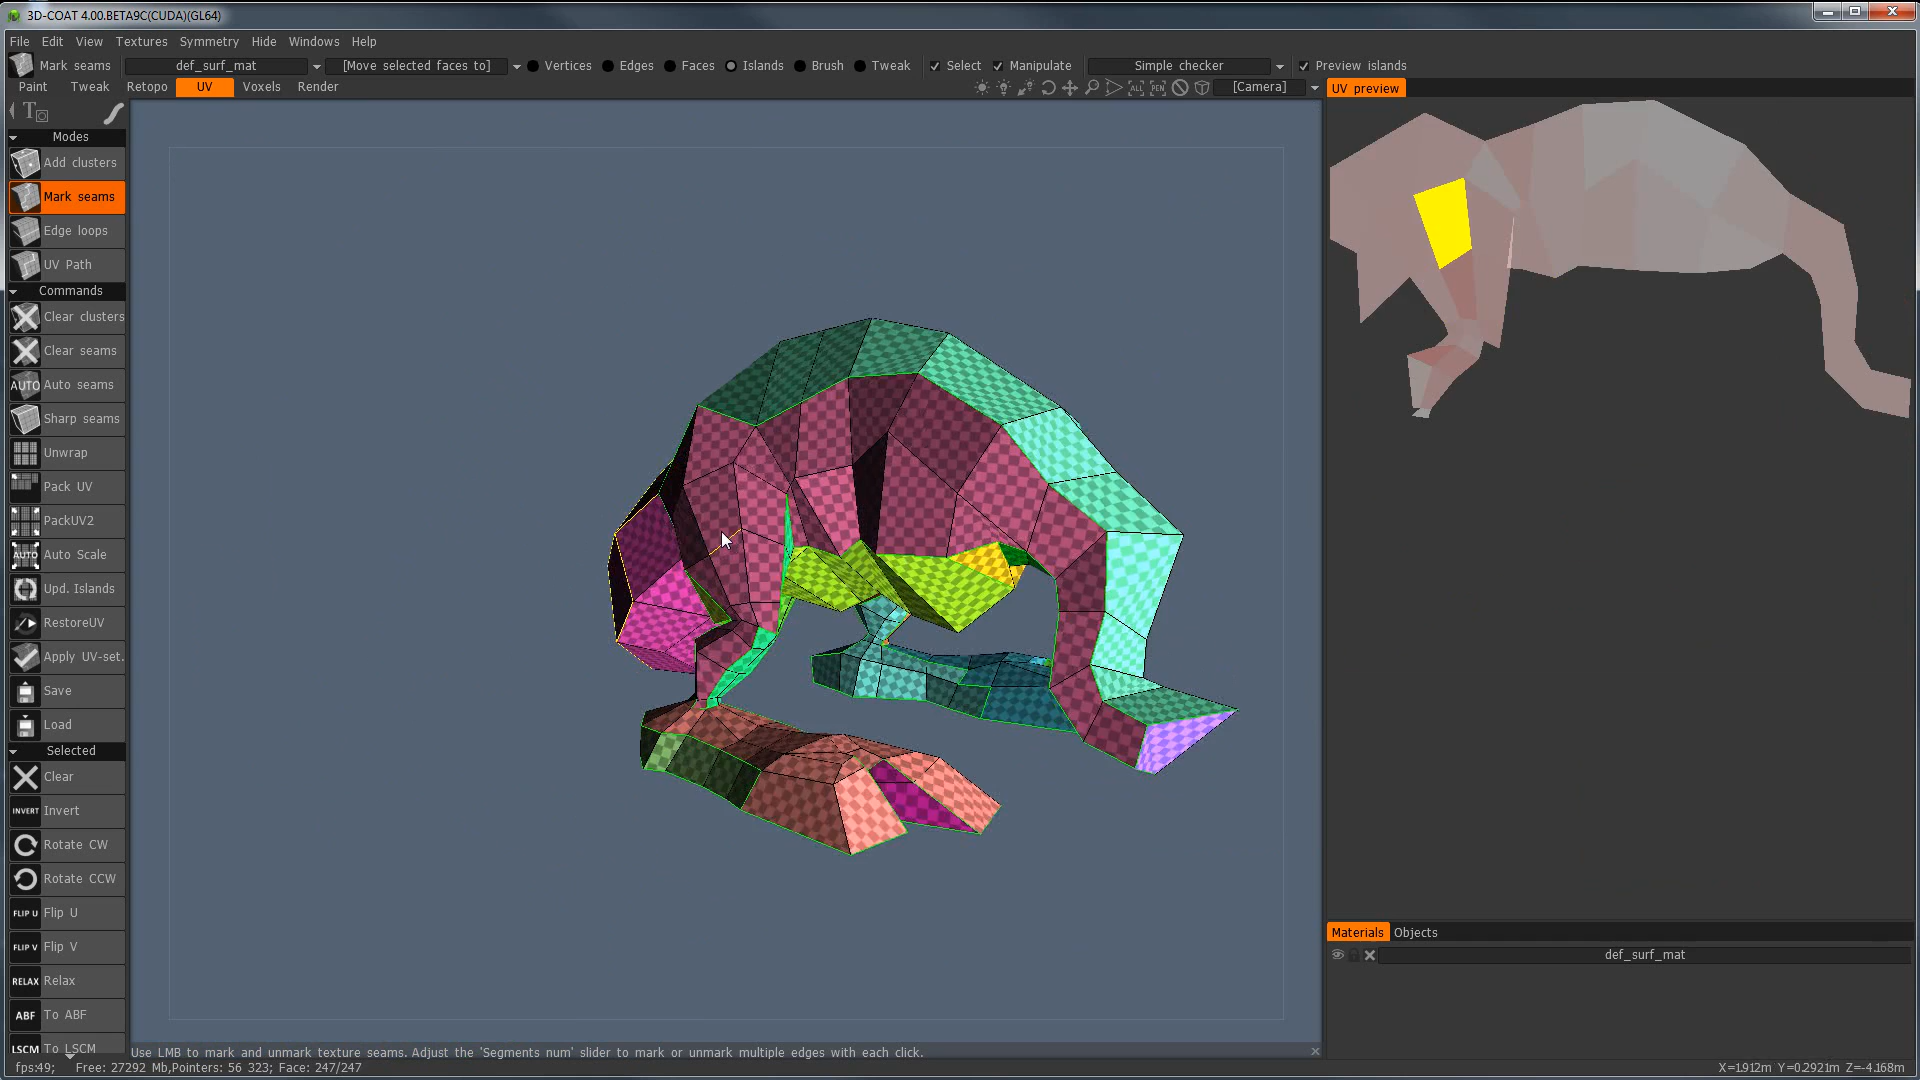 3D-COAT 4.00.BETA9C(CUDA)(GL64)
File Edit View Textures Symmetry Hide Windows Help
Mark seams def_surf_mat [Move selected faces to] Vertices Edges Faces Islands Brush Tweak Select Manipulate Simple checker Preview islands
Paint Tweak Retopo UV Voxels Render ALL PEN [Camera] UV preview
Modes
Add clusters
Mark seams
Edge loops
UV Path
Commands
Clear clusters
Clear seams
AUTO Auto seams
Sharp seams
Unwrap
Pack UV
PackUV2
AUTO Auto Scale
Upd. Islands
RestoreUV
Apply UV-set.
Save
Load
Selected
Clear
INVERT Invert
Rotate CW
Rotate CCW
FLIP U Flip U
FLIP V Flip V
RELAX Relax
ABF To ABF
LSCM To LSCM
Materials Objects
def_surf_mat
Use LMB to mark and unmark texture seams. Adjust the 'Segments num' slider to mark or unmark multiple edges with each click.
fps:49; Free: 27292 Mb,Pointers: 56 323; Face: 247/247 X=1.912m Y=0.2921m Z=-4.168m